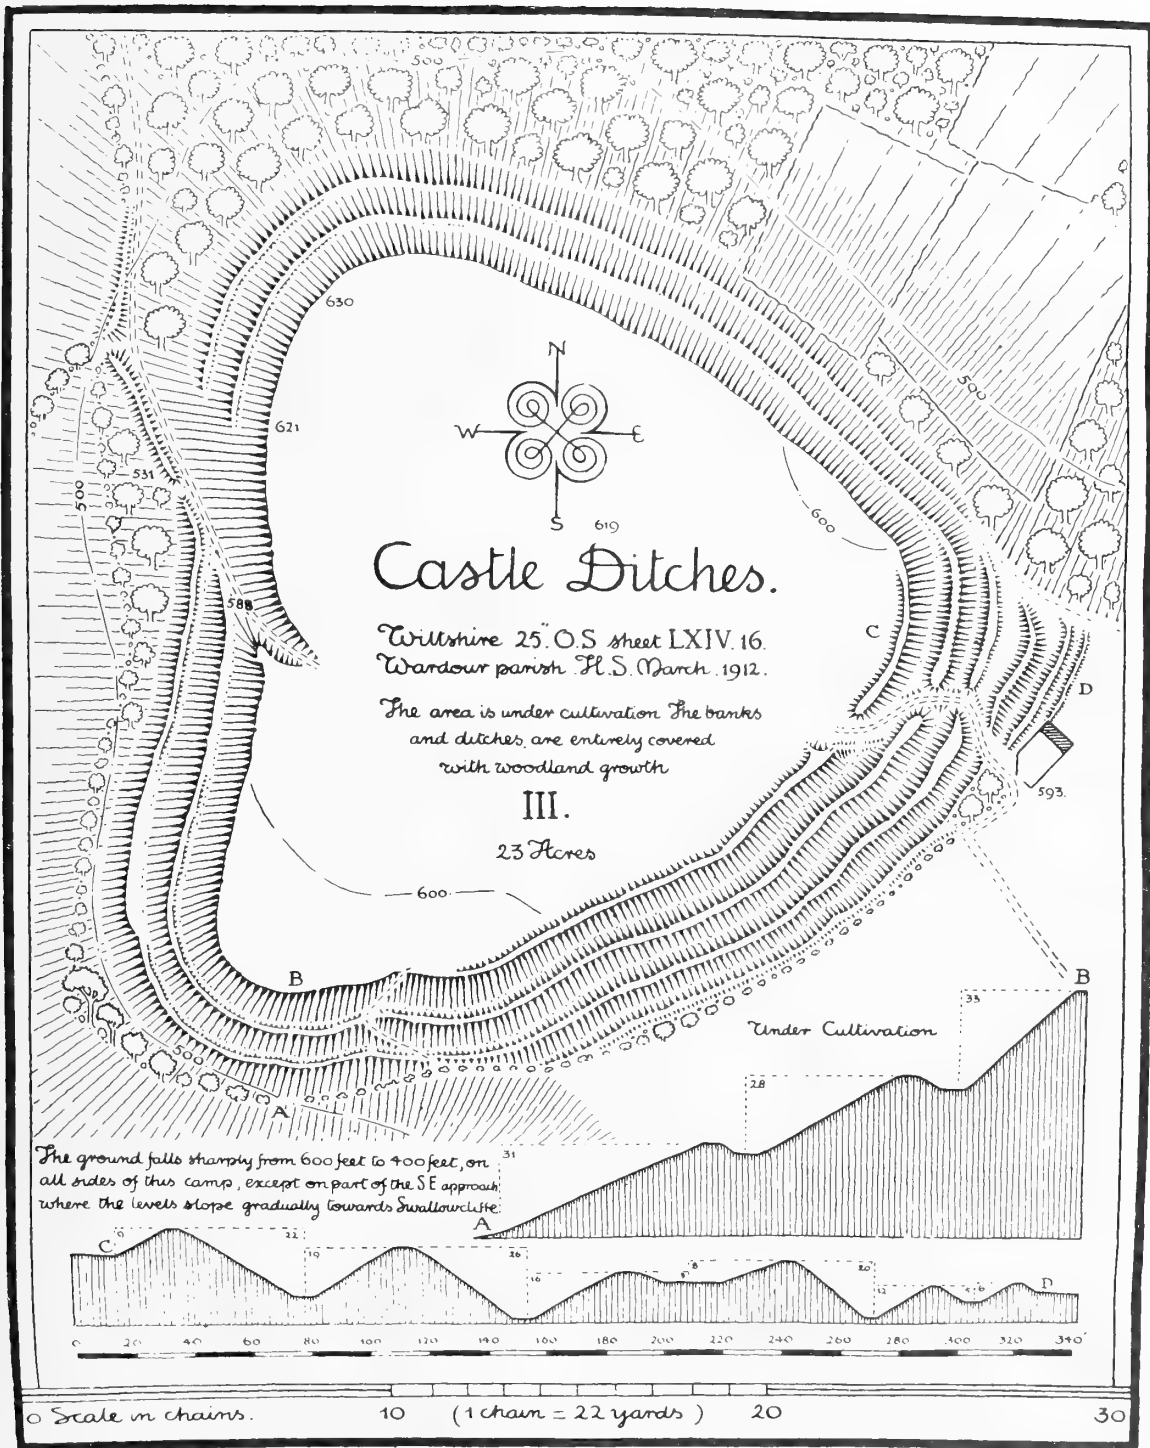 500
630
621
N
W E
S
619
500
600
531
500
588
Castle Ditches.
Wiltshire 25". O.S sheet LXIV. 16.
Wardour parish. H.S. March. 1912.
The area is under cultivation The banks
and ditches are entirely covered
with woodland growth
III.
23 Acres
C
D
593.
600
B
500
A
Under Cultivation
B
33
28
31
A
The ground falls sharply from 600 feet to 400 feet, on
all sides of this camp, except on part of the SE approach
where the levels slope gradually towards Swallowcliffe.
C 9 22 19 26 16 8 20 12 6 D
0 20 40 60 80 100 120 140 160 180 200 220 240 260 280 300 320 340'
0 Scale in chains. 10 (1 chain = 22 yards) 20 30